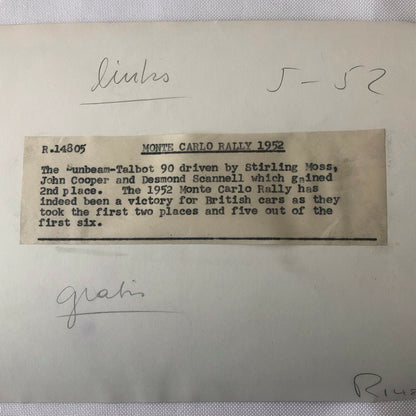 links 5-52
R.14805 MONTE CARLO RALLY 1952
The Sunbeam-Talbot 90 driven by Stirling Moss,
John Cooper and Desmond Scannell which gained
2nd place. The 1952 Monte Carlo Rally has
indeed been a victory for British cars as they
took the first two places and five out of the
first six.
gratis